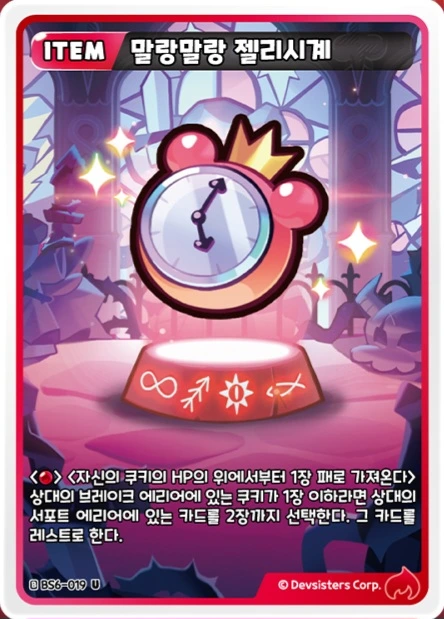 ITEM 말랑말랑 젤리시계
< > <자신의 쿠키의 HP의 위에서부터 1장 패로 가져온다>
상대의 브레이크 에리어에 있는 쿠키가 1장 이하라면 상대의
서포트 에리어에 있는 카드를 2장까지 선택한다. 그 카드를
레스트로 한다.
BS6-019 U
© Devsisters Corp.